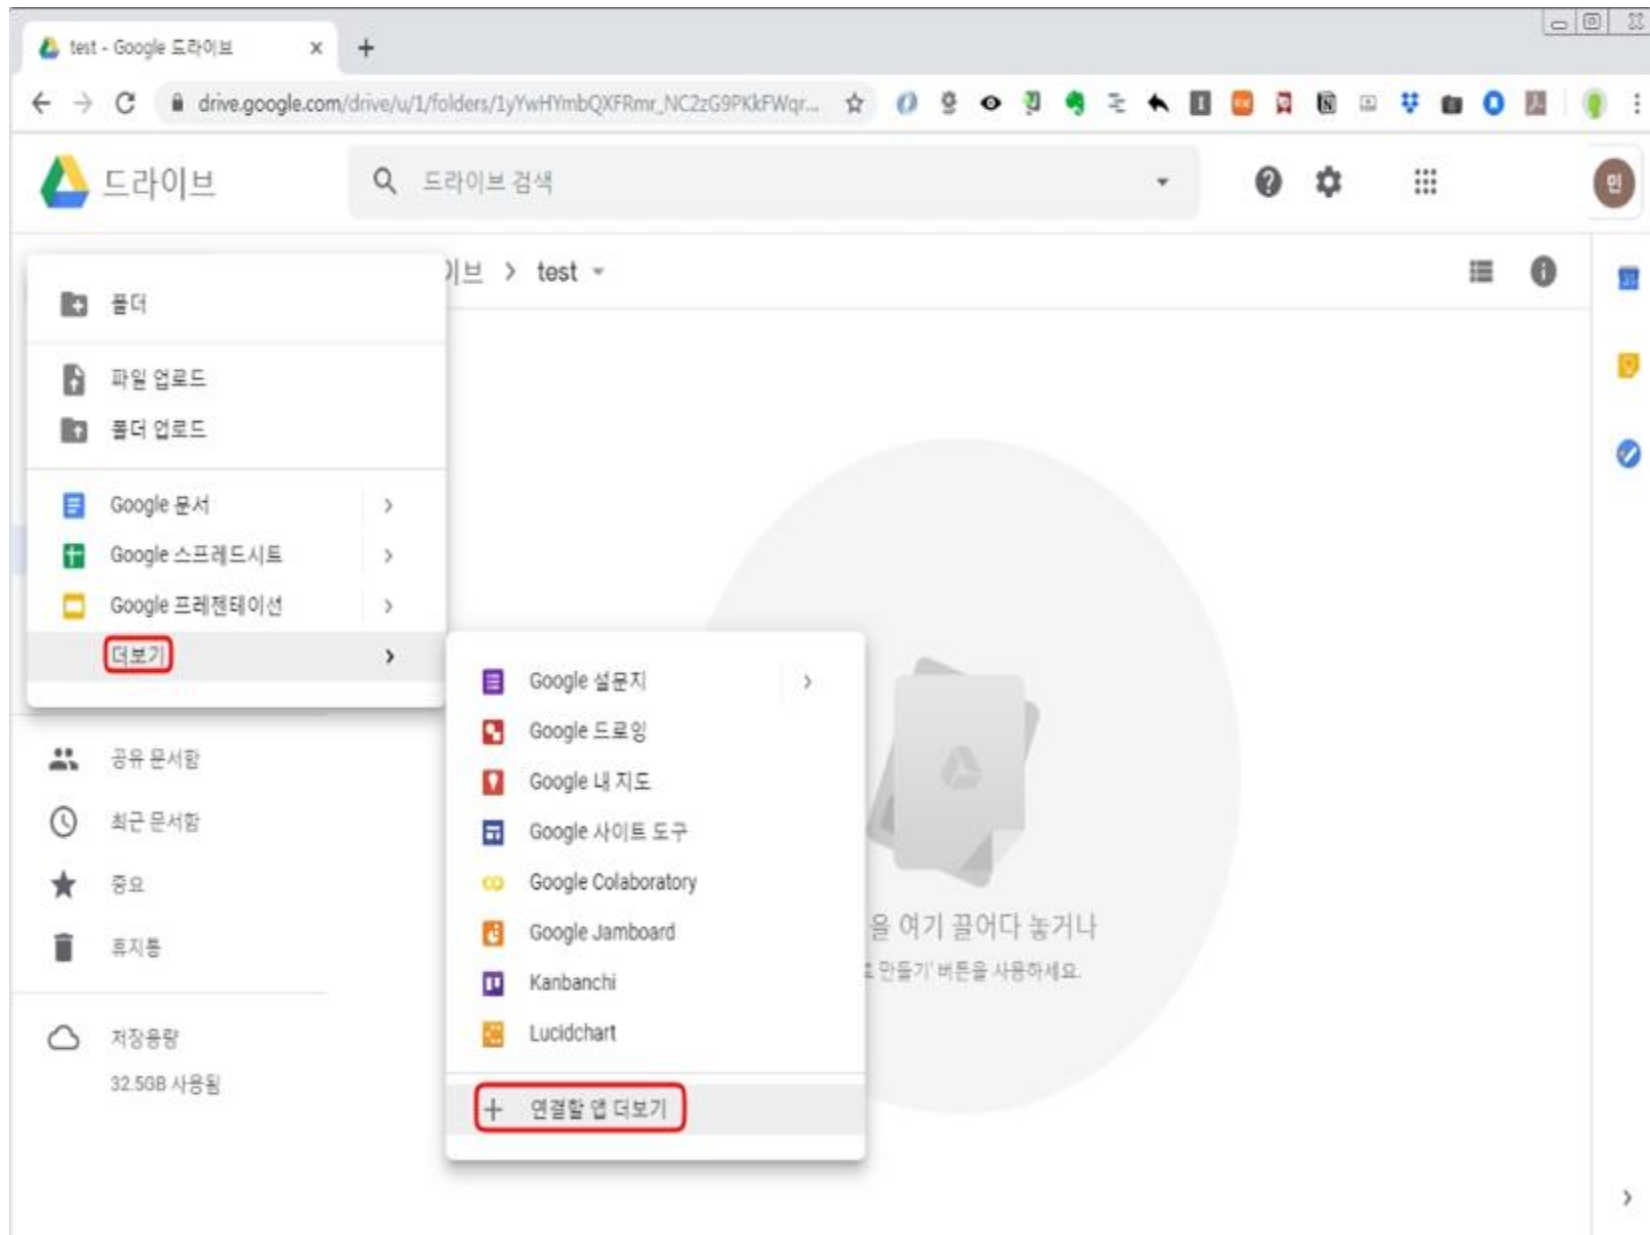 test - Google 드라이브
drive.google.com/drive/u/1/folders/1yYwHYmbQXFRmr_NC2zG9PKkFWqr...
드라이브
드라이브 검색
민
이브 > test
폴더
파일 업로드
폴더 업로드
Google 문서
Google 스프레드시트
Google 프레젠테이션
더보기
Google 설문지
Google 드로잉
Google 내 지도
Google 사이트 도구
Google Colaboratory
Google Jamboard
Kanbanchi
Lucidchart
연결할 앱 더보기
공유 문서함
최근 문서함
중요
휴지통
저장용량
32.5GB 사용됨
을 여기 끌어다 놓거나
만들기' 버튼을 사용하세요.